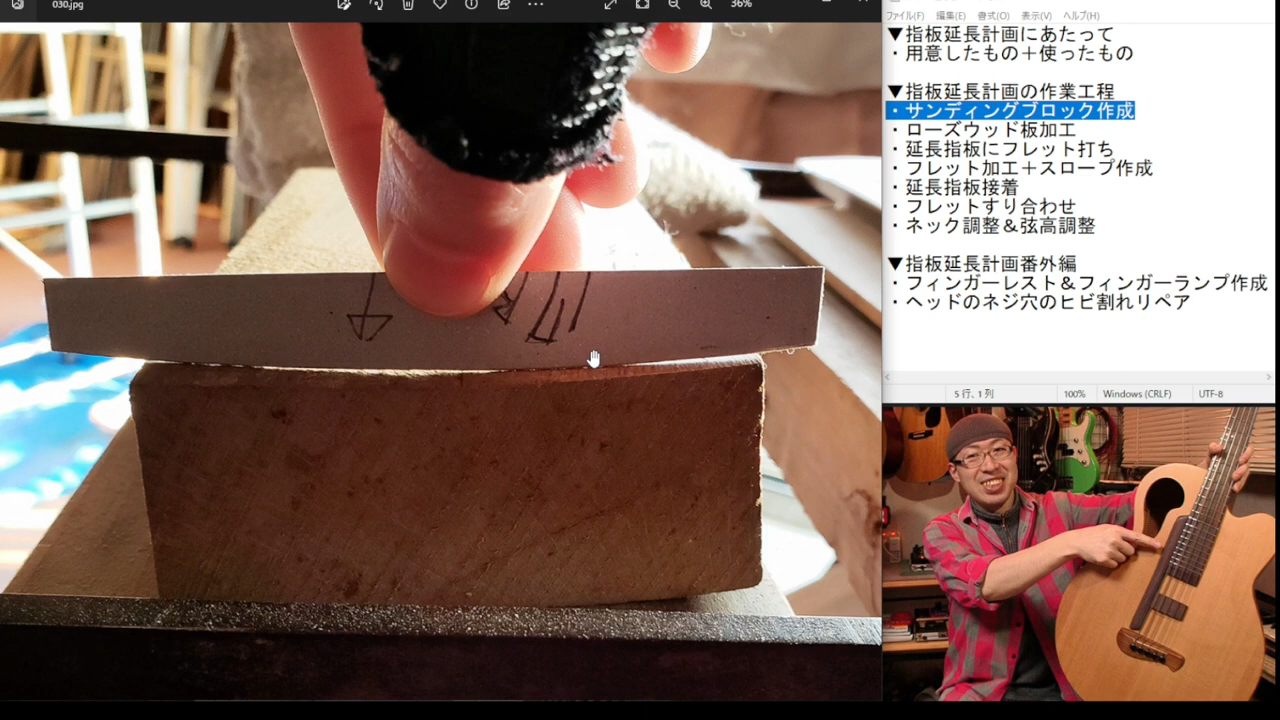 030.jpg
36%
ファイル(F) 編集(E) 書式(O) 表示(V) ヘルプ(H)
▼指板延長計画にあたって
・用意したもの＋使ったもの
▼指板延長計画の作業工程
・サンディングブロック作成
・ローズウッド板加工
・延長指板にフレット打ち
・フレット加工＋スロープ作成
・延長指板接着
・フレットすり合わせ
・ネック調整＆弦高調整
▼指板延長計画番外編
・フィンガーレスト＆フィンガーランプ作成
・ヘッドのネジ穴のヒビ割れリペア
5 行、1 列 100% Windows (CRLF) UTF-8